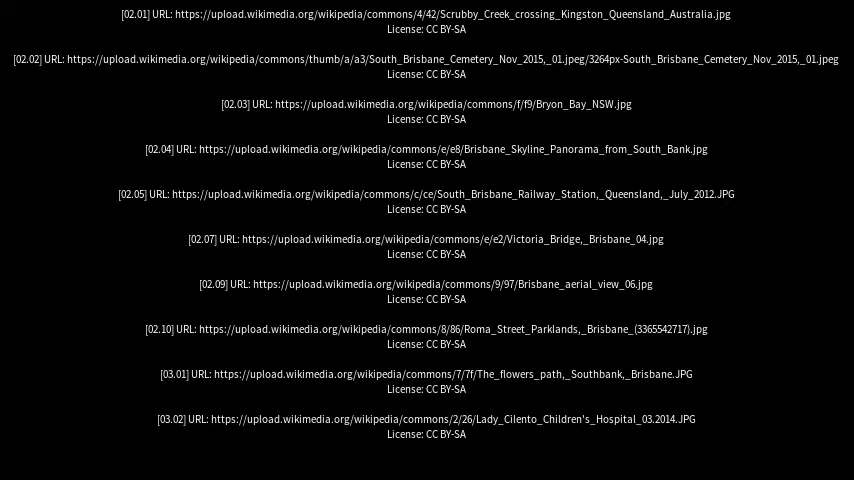 [02.01] URL: https://upload.wikimedia.org/wikipedia/commons/4/42/Scrubby_Creek_crossing_Kingston_Queensland_Australia.jpg
License: CC BY-SA
[02.02] URL: https://upload.wikimedia.org/wikipedia/commons/thumb/a/a3/South_Brisbane_Cemetery_Nov_2015,_01.jpeg/3264px-South_Brisbane_Cemetery_Nov_2015,_01.jpeg
License: CC BY-SA
[02.03] URL: https://upload.wikimedia.org/wikipedia/commons/f/f9/Bryon_Bay_NSW.jpg
License: CC BY-SA
[02.04] URL: https://upload.wikimedia.org/wikipedia/commons/e/e8/Brisbane_Skyline_Panorama_from_South_Bank.jpg
License: CC BY-SA
[02.05] URL: https://upload.wikimedia.org/wikipedia/commons/c/ce/South_Brisbane_Railway_Station,_Queensland,_July_2012.JPG
License: CC BY-SA
[02.07] URL: https://upload.wikimedia.org/wikipedia/commons/e/e2/Victoria_Bridge,_Brisbane_04.jpg
License: CC BY-SA
[02.09] URL: https://upload.wikimedia.org/wikipedia/commons/9/97/Brisbane_aerial_view_06.jpg
License: CC BY-SA
[02.10] URL: https://upload.wikimedia.org/wikipedia/commons/8/86/Roma_Street_Parklands,_Brisbane_(3365542717).jpg
License: CC BY-SA
[03.01] URL: https://upload.wikimedia.org/wikipedia/commons/7/7f/The_flowers_path,_Southbank,_Brisbane.JPG
License: CC BY-SA
[03.02] URL: https://upload.wikimedia.org/wikipedia/commons/2/26/Lady_Cilento_Children's_Hospital_03.2014.JPG
License: CC BY-SA